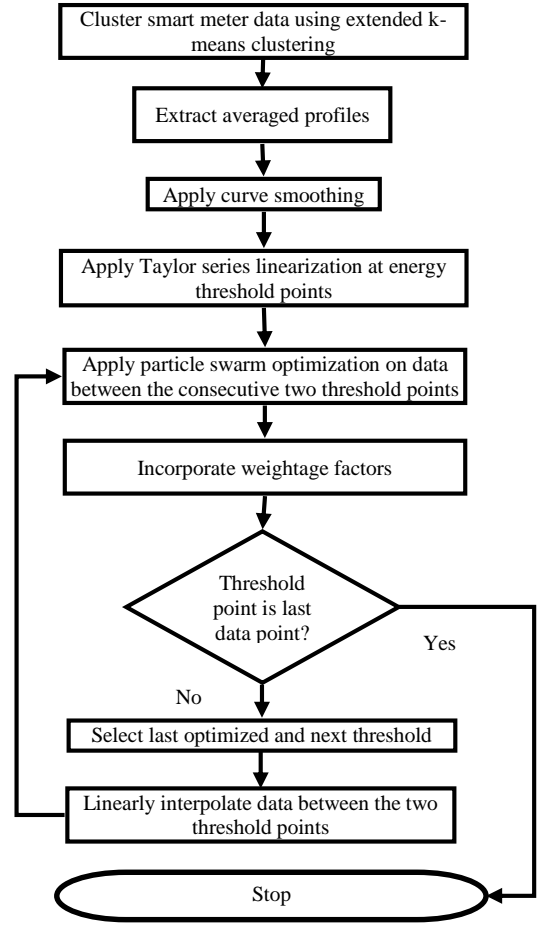 Cluster smart meter data using extended k-
means clustering
Extract averaged profiles
Apply curve smoothing
Apply Taylor series linearization at energy
threshold points
Apply particle swarm optimization on data
between the consecutive two threshold points
Incorporate weightage factors
Threshold
point is last
data point?
Yes
No
Select last optimized and next threshold
Linearly interpolate data between the two
threshold points
Stop